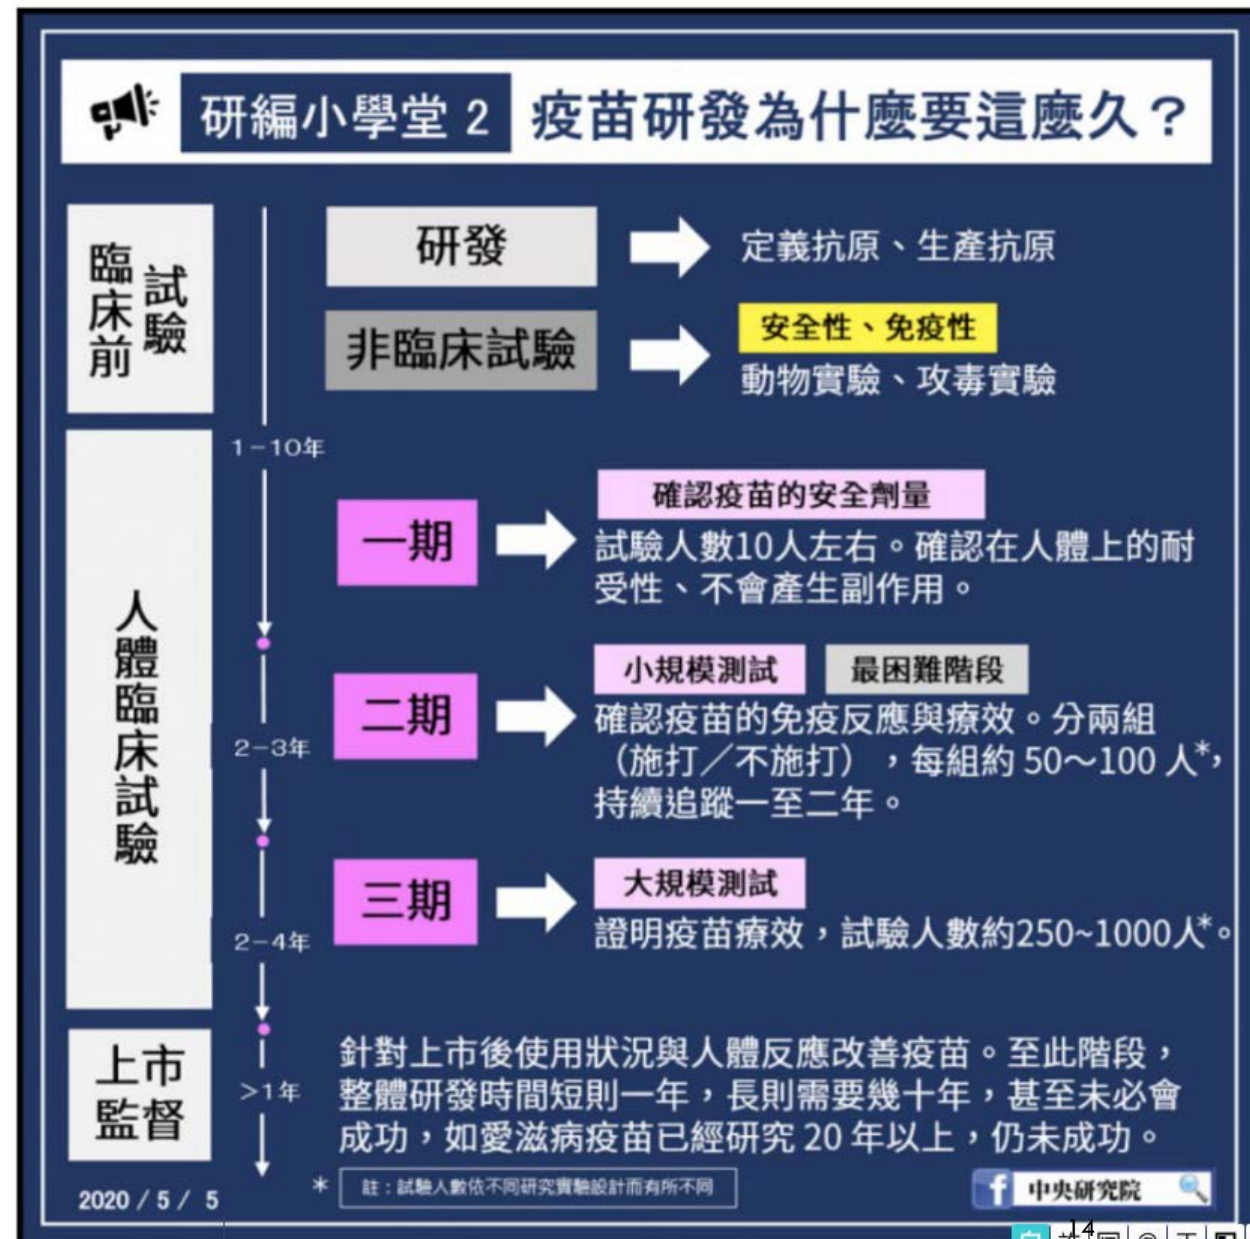 研編小學堂 2 疫苗研發為什麼要這麼久？
臨床前
試驗
研發
定義抗原、生產抗原
非臨床試驗
安全性、免疫性
動物實驗、攻毒實驗
1-10年
人體臨床試驗
一期
確認疫苗的安全劑量
試驗人數10人左右。確認在人體上的耐
受性、不會產生副作用。
二期
小規模測試
最困難階段
確認疫苗的免疫反應與療效。分兩組
（施打／不施打），每組約 50～100 人*，
持續追蹤一至二年。
2-3年
三期
大規模測試
證明疫苗療效，試驗人數約250~1000人*。
2-4年
上市
監督
>1年
針對上市後使用狀況與人體反應改善疫苗。至此階段，
整體研發時間短則一年，長則需要幾十年，甚至未必會
成功，如愛滋病疫苗已經研究 20 年以上，仍未成功。
2020 / 5 / 5
* 註：試驗人數依不同研究實驗設計而有所不同
f 中央研究院
14